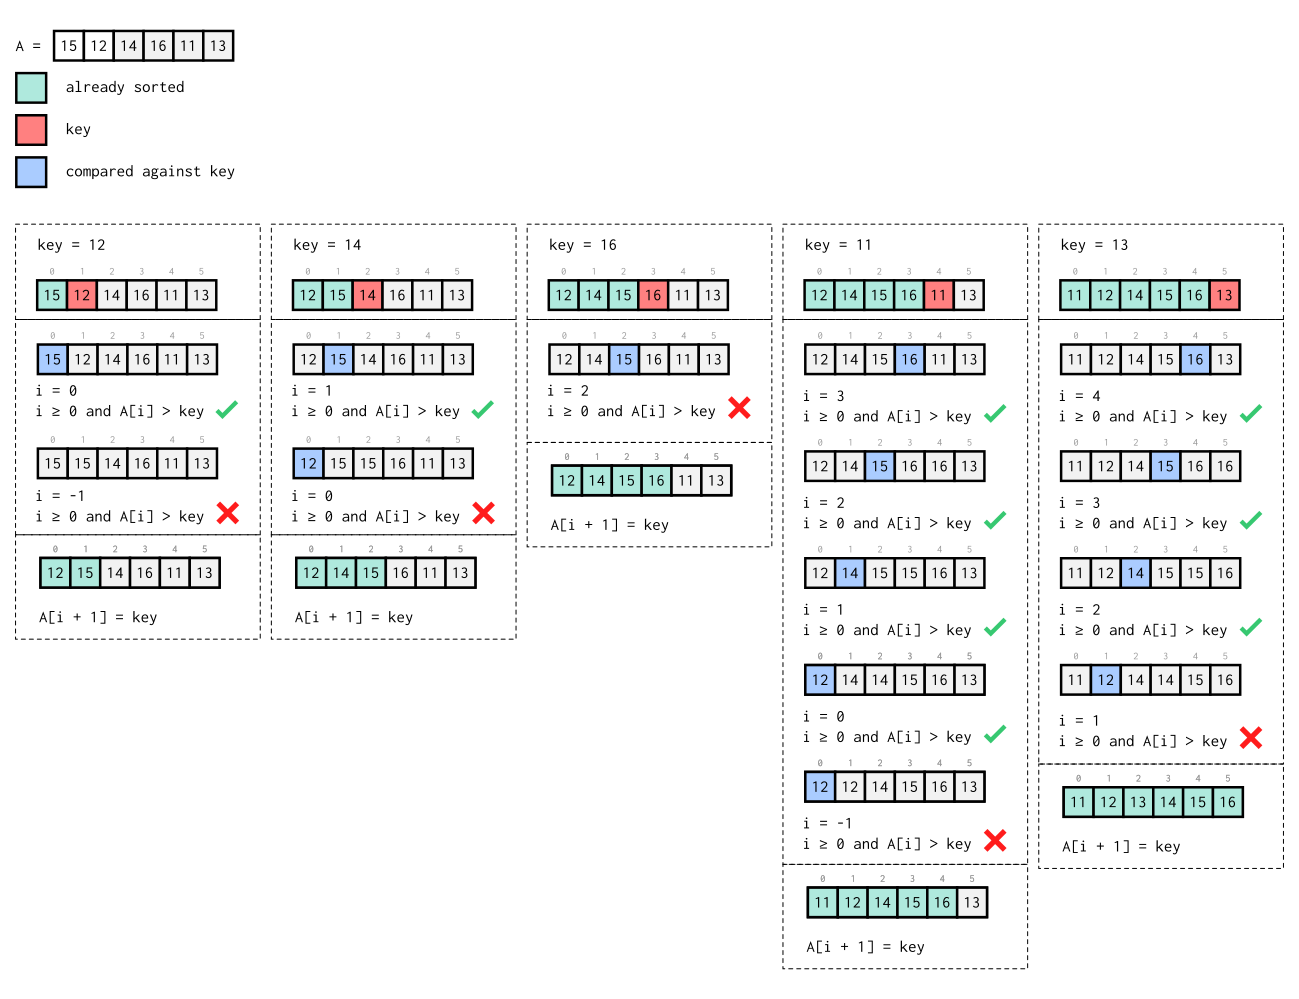 A = 15 12 14 16 11 13
already sorted
key
compared against key
key = 12
0 1 2 3 4 5
15 12 14 16 11 13
0 1 2 3 4 5
15 12 14 16 11 13
i = 0
i ≥ 0 and A[i] > key
0 1 2 3 4 5
15 15 14 16 11 13
i = -1
i ≥ 0 and A[i] > key
0 1 2 3 4 5
12 15 14 16 11 13
A[i + 1] = key
key = 14
0 1 2 3 4 5
12 15 14 16 11 13
0 1 2 3 4 5
12 15 14 16 11 13
i = 1
i ≥ 0 and A[i] > key
0 1 2 3 4 5
12 15 15 16 11 13
i = 0
i ≥ 0 and A[i] > key
0 1 2 3 4 5
12 14 15 16 11 13
A[i + 1] = key
key = 16
0 1 2 3 4 5
12 14 15 16 11 13
0 1 2 3 4 5
12 14 15 16 11 13
i = 2
i ≥ 0 and A[i] > key
0 1 2 3 4 5
12 14 15 16 11 13
A[i + 1] = key
key = 11
0 1 2 3 4 5
12 14 15 16 11 13
0 1 2 3 4 5
12 14 15 16 11 13
i = 3
i ≥ 0 and A[i] > key
0 1 2 3 4 5
12 14 15 16 16 13
i = 2
i ≥ 0 and A[i] > key
0 1 2 3 4 5
12 14 15 15 16 13
i = 1
i ≥ 0 and A[i] > key
0 1 2 3 4 5
12 14 14 15 16 13
i = 0
i ≥ 0 and A[i] > key
0 1 2 3 4 5
12 12 14 15 16 13
i = -1
i ≥ 0 and A[i] > key
0 1 2 3 4 5
11 12 14 15 16 13
A[i + 1] = key
key = 13
0 1 2 3 4 5
11 12 14 15 16 13
0 1 2 3 4 5
11 12 14 15 16 13
i = 4
i ≥ 0 and A[i] > key
0 1 2 3 4 5
11 12 14 15 16 16
i = 3
i ≥ 0 and A[i] > key
0 1 2 3 4 5
11 12 14 15 15 16
i = 2
i ≥ 0 and A[i] > key
0 1 2 3 4 5
11 12 14 14 15 16
i = 1
i ≥ 0 and A[i] > key
0 1 2 3 4 5
11 12 13 14 15 16
A[i + 1] = key